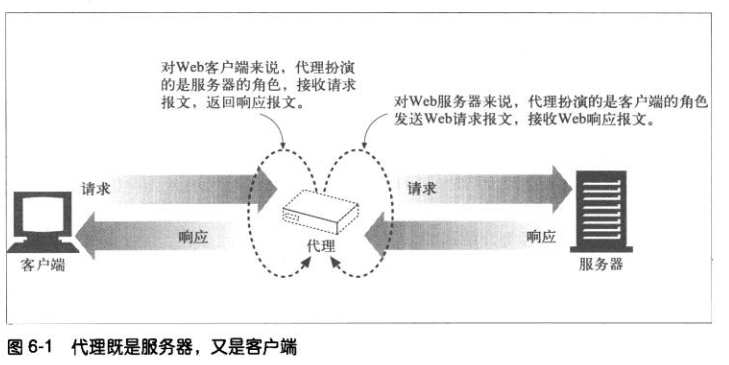 对Web客户端来说，代理扮演
的是服务器的角色，接收请求
报文，返回响应报文。
对Web服务器来说，代理扮演的是客户端的角色
发送Web请求报文，接收Web响应报文。
请求
请求
响应
响应
代理
客户端
服务器
图 6-1 代理既是服务器，又是客户端